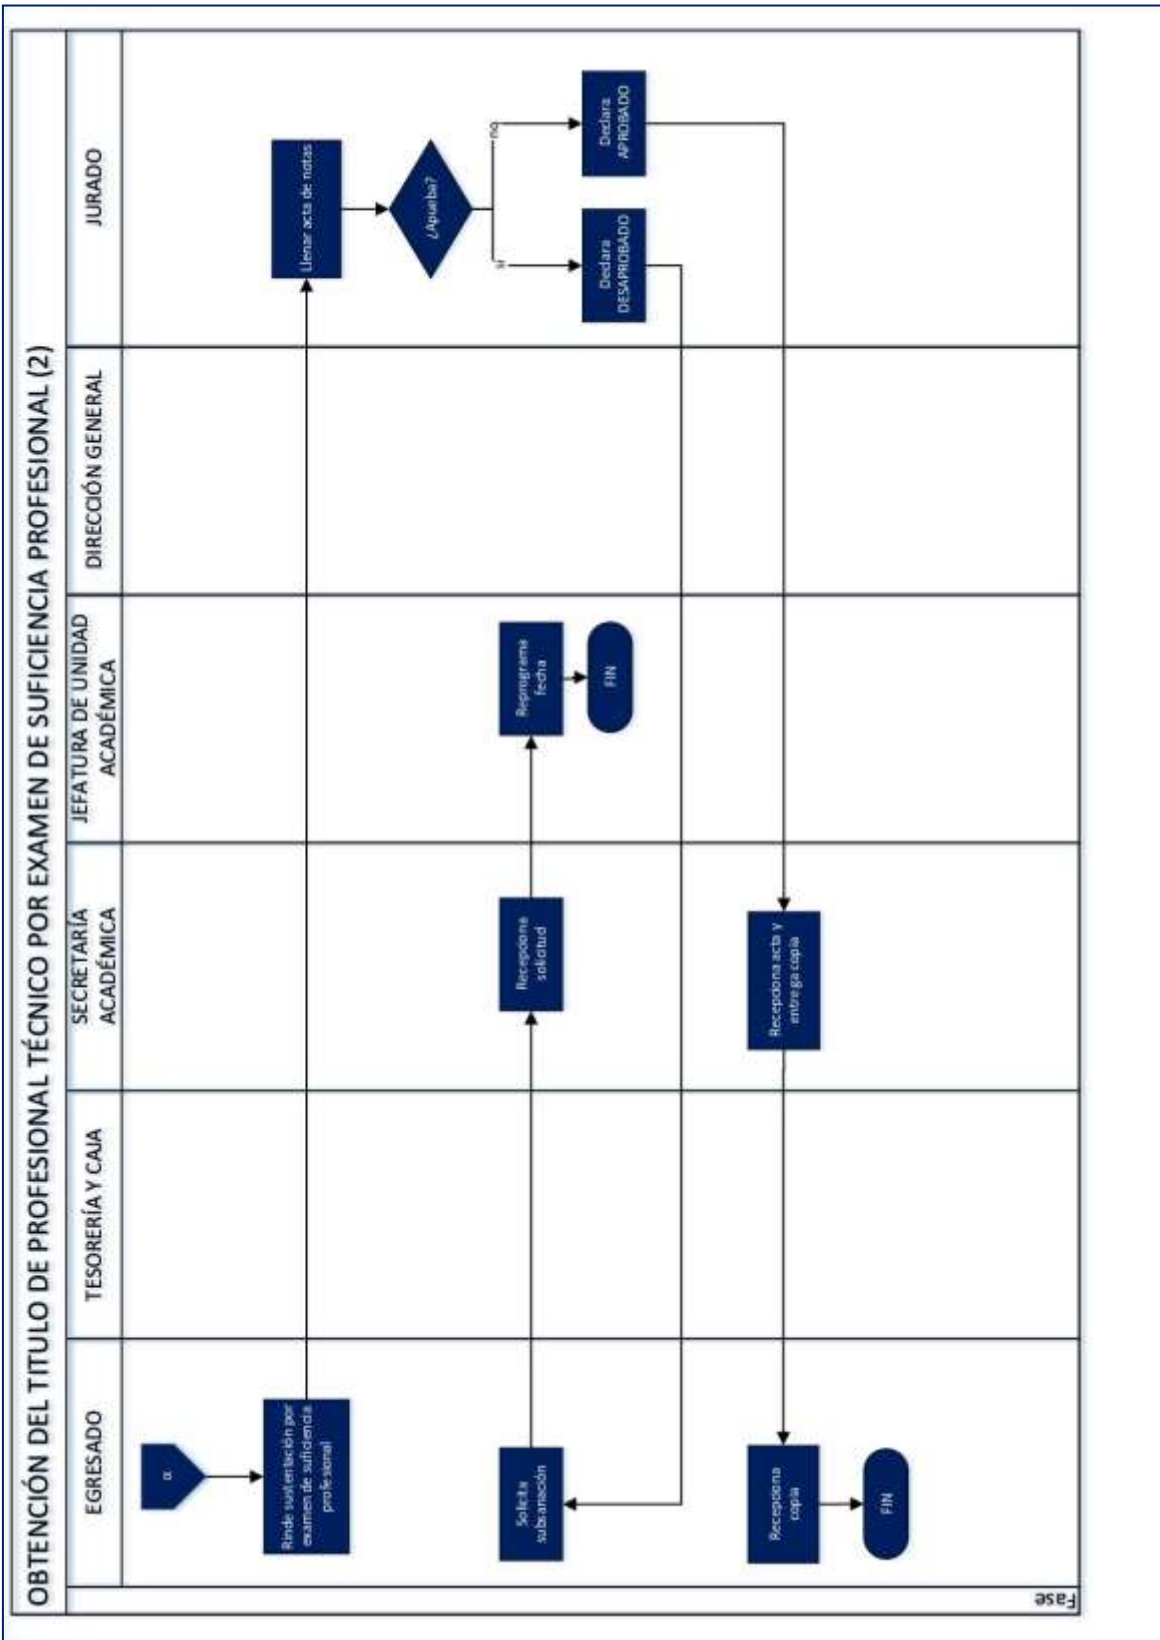 OBTENCIÓN DEL TITULO DE PROFESIONAL TÉCNICO POR EXAMEN DE SUFICIENCIA PROFESIONAL (2)
EGRESADO
TESORERÍA Y CAJA
SECRETARÍA
ACADÉMICA
JEFATURA DE UNIDAD
ACADÉMICA
DIRECCIÓN GENERAL
JURADO
Rinde sustentación por
examen de suficiencia
profesional
Llenar acta de notas
¿Apueba?
si
no
Declara
DESAPROBADO
Declara
APROBADO
Solicita
subsanación
Recepciona
solicitud
Reprograma
fecha
FIN
Recepciona acta y
entrega copia
Recepciona
copia
FIN
Fase